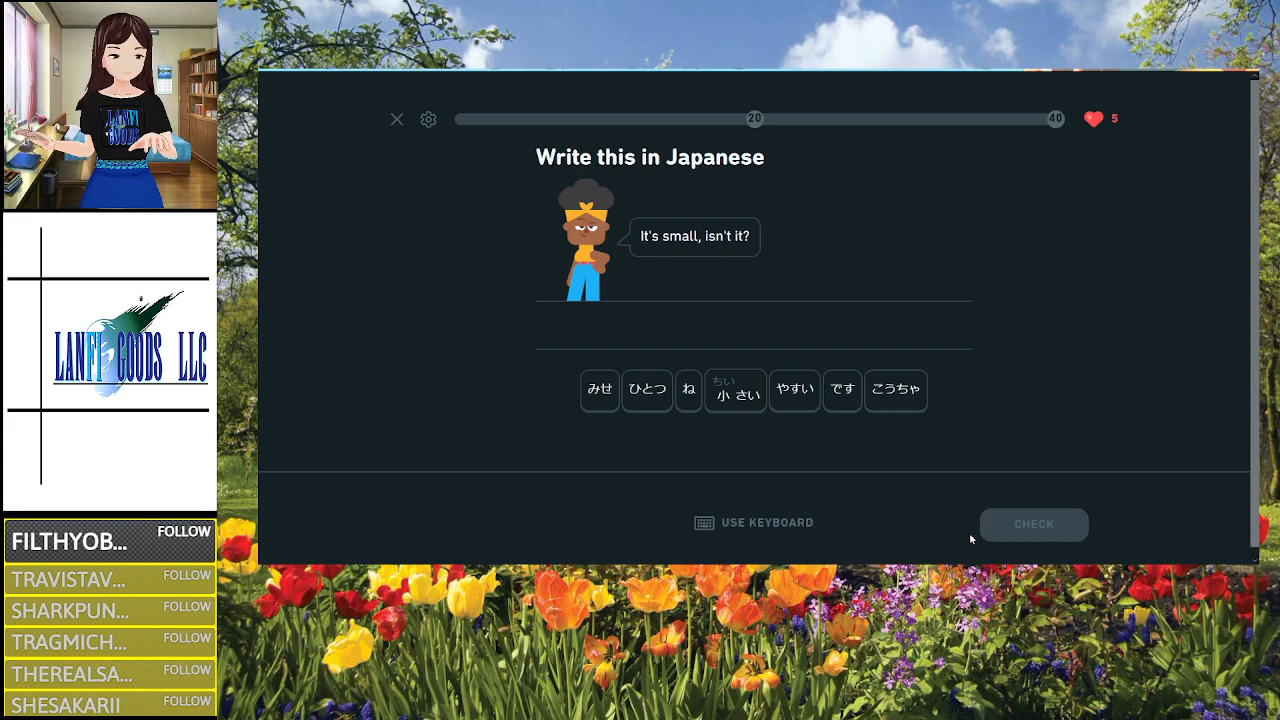 LANFI
GOODS
20
40
5
Write this in Japanese
It's small, isn't it?
LANFI GOODS LLC
みせ
ひとつ
ね
ちい
小さい
やすい
です
こうちゃ
USE KEYBOARD
CHECK
FILTHYOB... FOLLOW
TRAVISTAV... FOLLOW
SHARKPUN... FOLLOW
TRAGMICH... FOLLOW
THEREALSA... FOLLOW
SHESAKARII FOLLOW